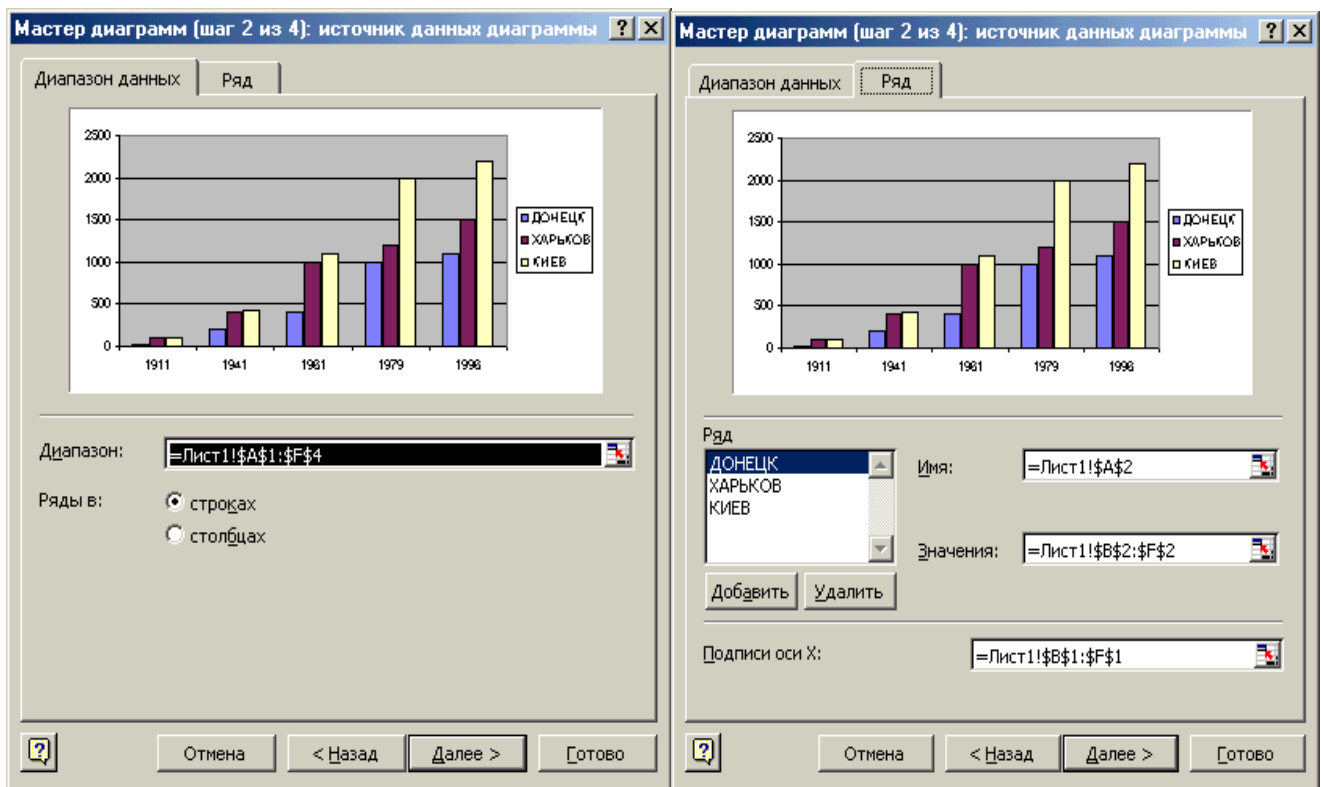 Мастер диаграмм (шаг 2 из 4): источник данных диаграммы
Диапазон данных
Ряд
2500
2000
1500
1000
500
0
1911
1941
1961
1979
1996
ДОНЕЦК
ХАРЬКОВ
КИЕВ
Диапазон:
=Лист1!$A$1:$F$4
Ряды в:
строках
столбцах
Отмена
< Назад
Далее >
Готово
Мастер диаграмм (шаг 2 из 4): источник данных диаграммы
Диапазон данных
Ряд
2500
2000
1500
1000
500
0
1911
1941
1961
1979
1996
ДОНЕЦК
ХАРЬКОВ
КИЕВ
Ряд
ДОНЕЦК
ХАРЬКОВ
КИЕВ
Имя:
=Лист1!$A$2
Значения:
=Лист1!$B$2:$F$2
Добавить
Удалить
Подписи оси X:
=Лист1!$B$1:$F$1
Отмена
< Назад
Далее >
Готово